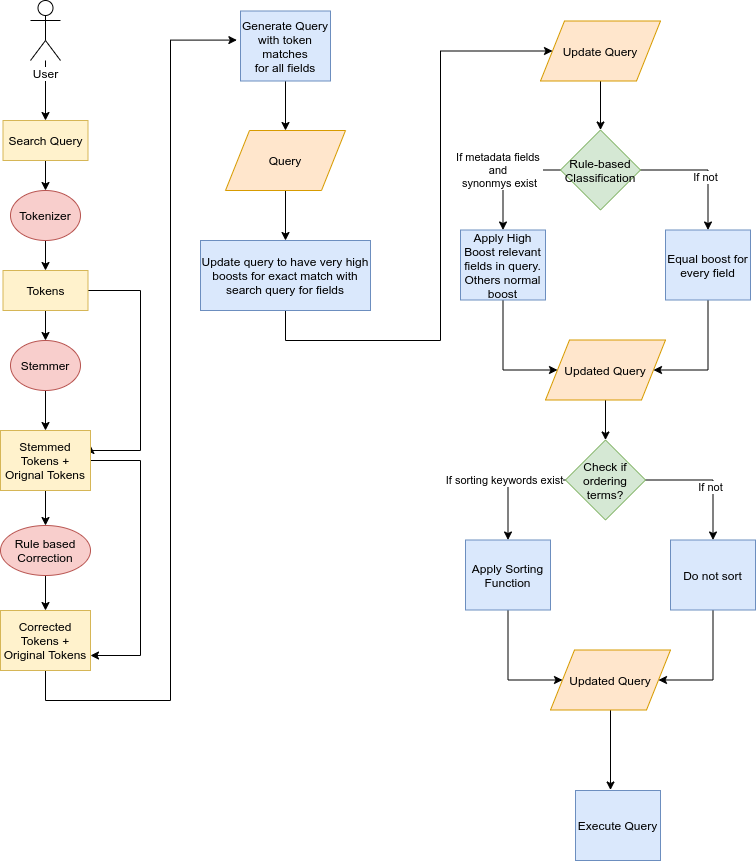 User
Search Query
Tokenizer
Tokens
Stemmer
Stemmed
Tokens +
Orignal Tokens
Rule based
Correction
Corrected
Tokens +
Original Tokens
Generate Query
with token
matches
for all fields
Query
Update query to have very high
boosts for exact match with
search query for fields
Update Query
Rule-based
Classification
If metadata fields
and
synonmys exist
If not
Apply High
Boost relevant
fields in query.
Others normal
boost
Equal boost for
every field
Updated Query
Check if
ordering
terms?
If sorting keywords exist
If not
Apply Sorting
Function
Do not sort
Updated Query
Execute Query